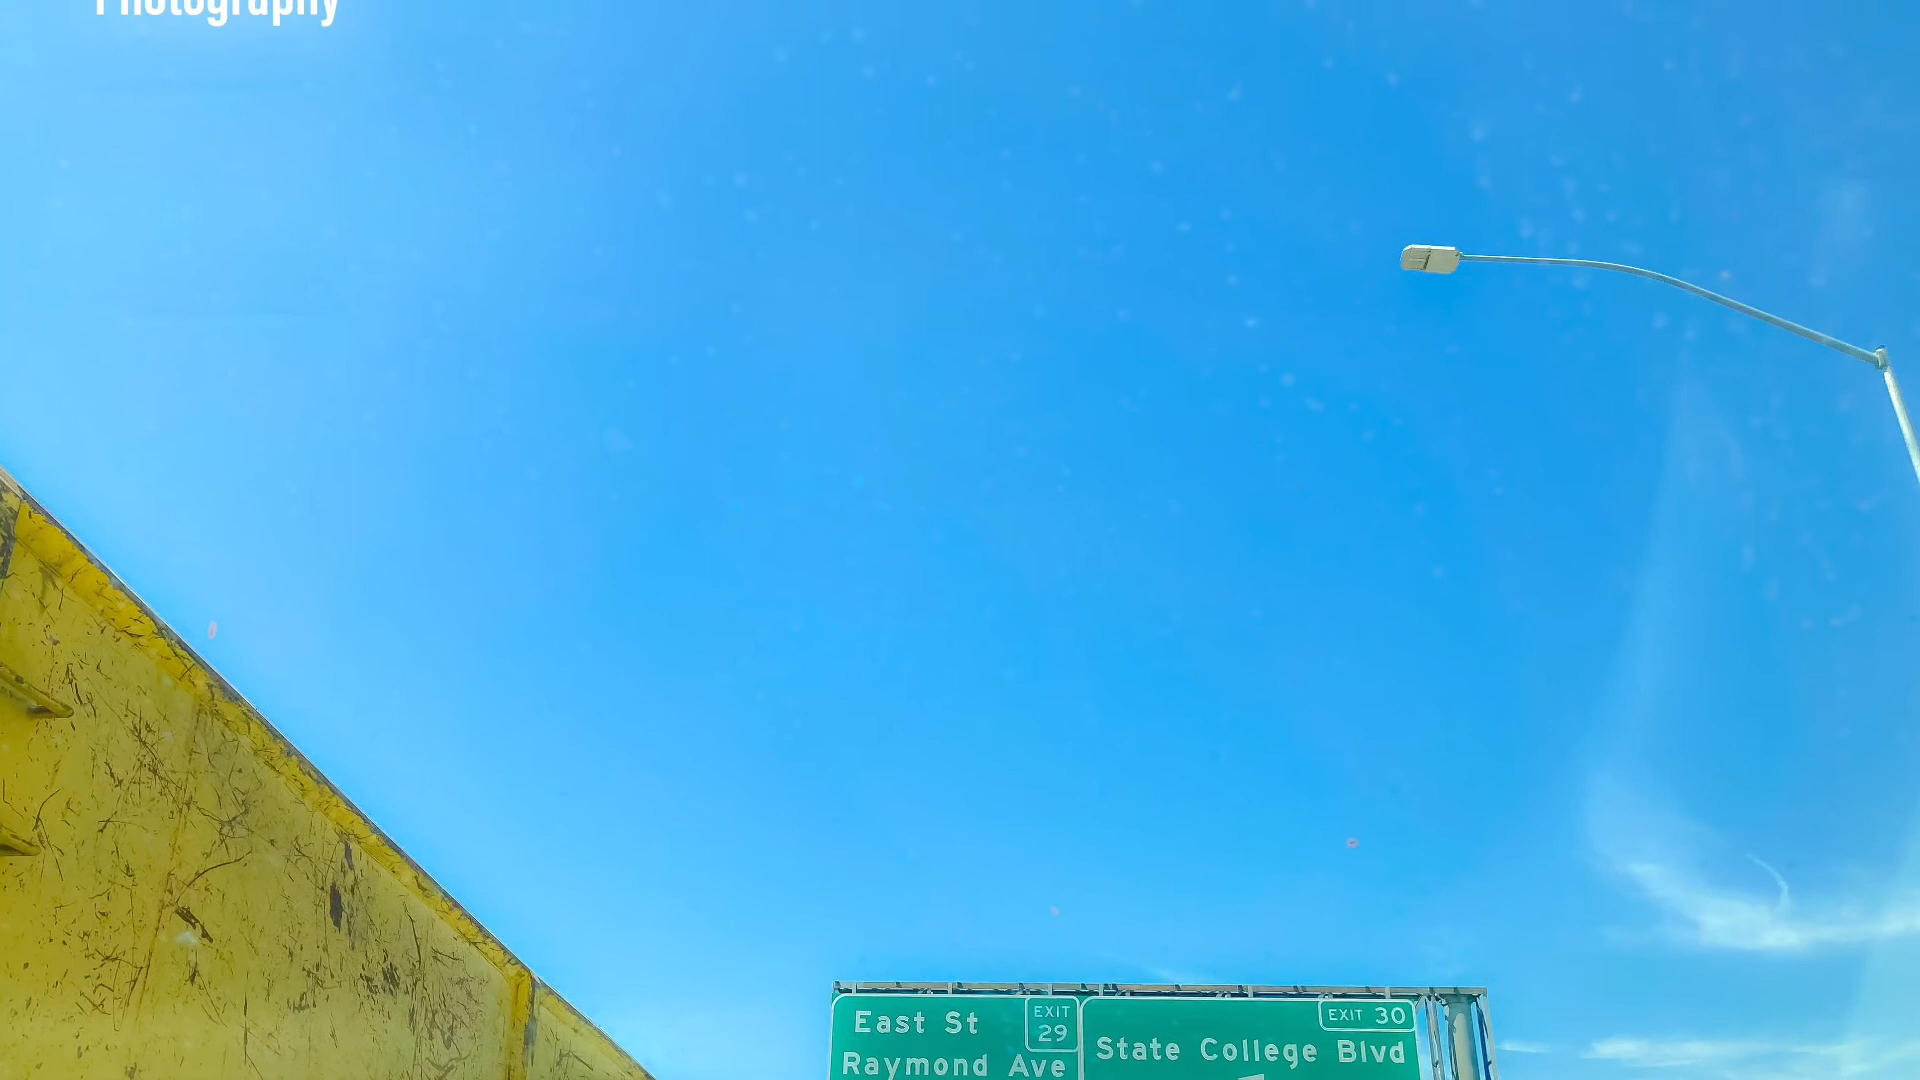 Photography
East St
Raymond Ave
EXIT
29
EXIT 30
State College Blvd